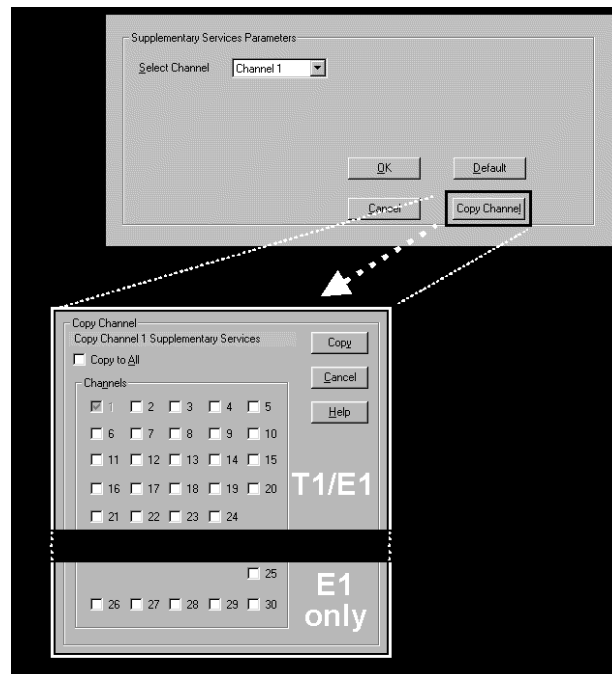 Supplementary Services Parameters
Select Channel Channel 1
OK Default
Cancel Copy Channel
Copy Channel
Copy Channel 1 Supplementary Services Copy
Copy to All
Cancel
Channels
1 2 3 4 5
Help
6 7 8 9 10
11 12 13 14 15
16 17 18 19 20
T1/E1
21 22 23 24
25
E1
only
26 27 28 29 30